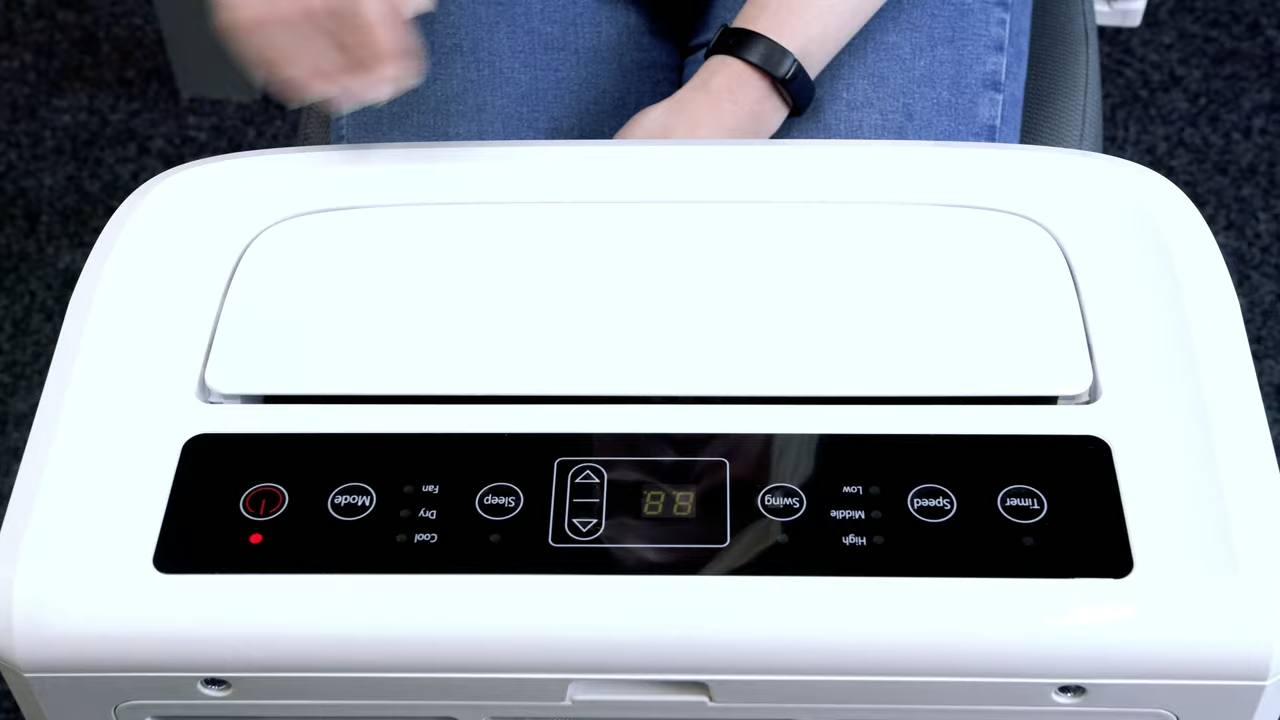 Timer
Speed
High
Middle
Low
Swing
88
Sleep
Cool
Dry
Fan
Mode